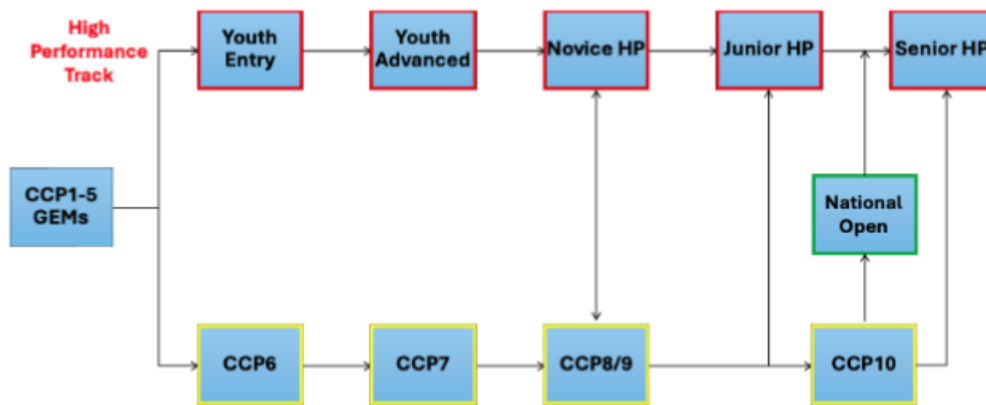 High
Performance
Track
Youth
Entry
Youth
Advanced
Novice HP
Junior HP
Senior HP
CCP1-5
GEMs
National
Open
CCP6
CCP7
CCP8/9
CCP10